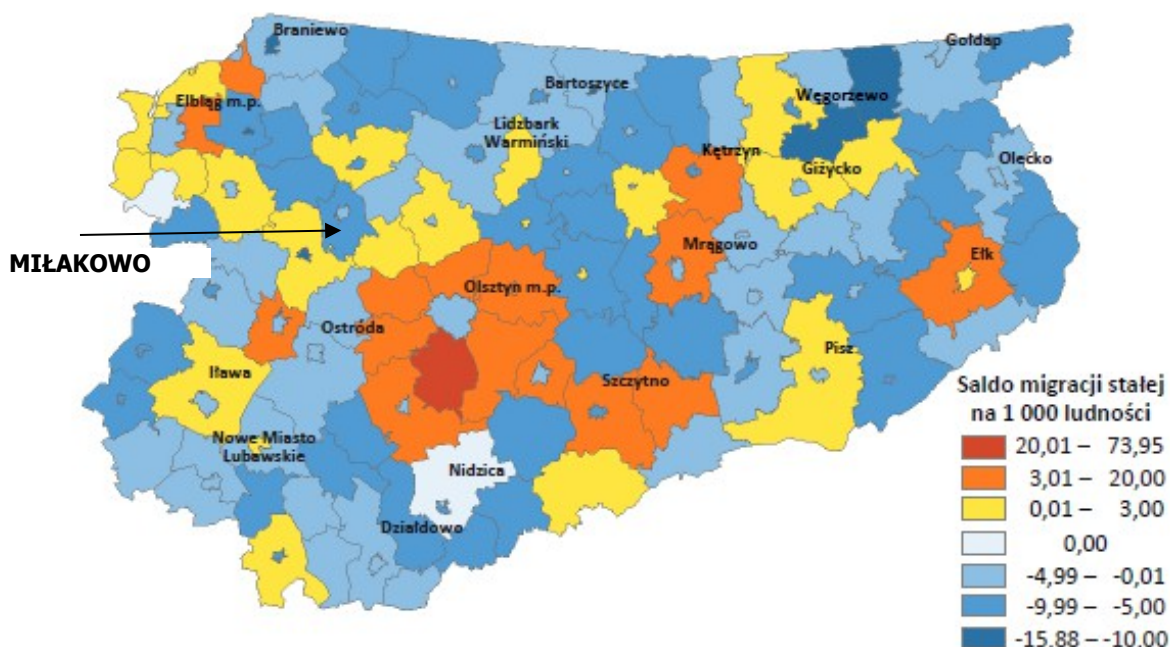 Braniewo
Gołdap
Elbląg m.p.
Bartoszyce
Węgorzewo
Lidzbark
Warmiński
Kętrzyn
Giżycko
Olecko
MIŁAKOWO
Mrągowo
Ełk
Olsztyn m.p.
Ostróda
Pisz
Iława
Szczytno
Nowe Miasto
Lubawskie
Nidzica
Działdowo
Saldo migracji stałej
na 1 000 ludności
20,01 – 73,95
3,01 – 20,00
0,01 – 3,00
0,00
-4,99 – -0,01
-9,99 – -5,00
-15,88 – -10,00